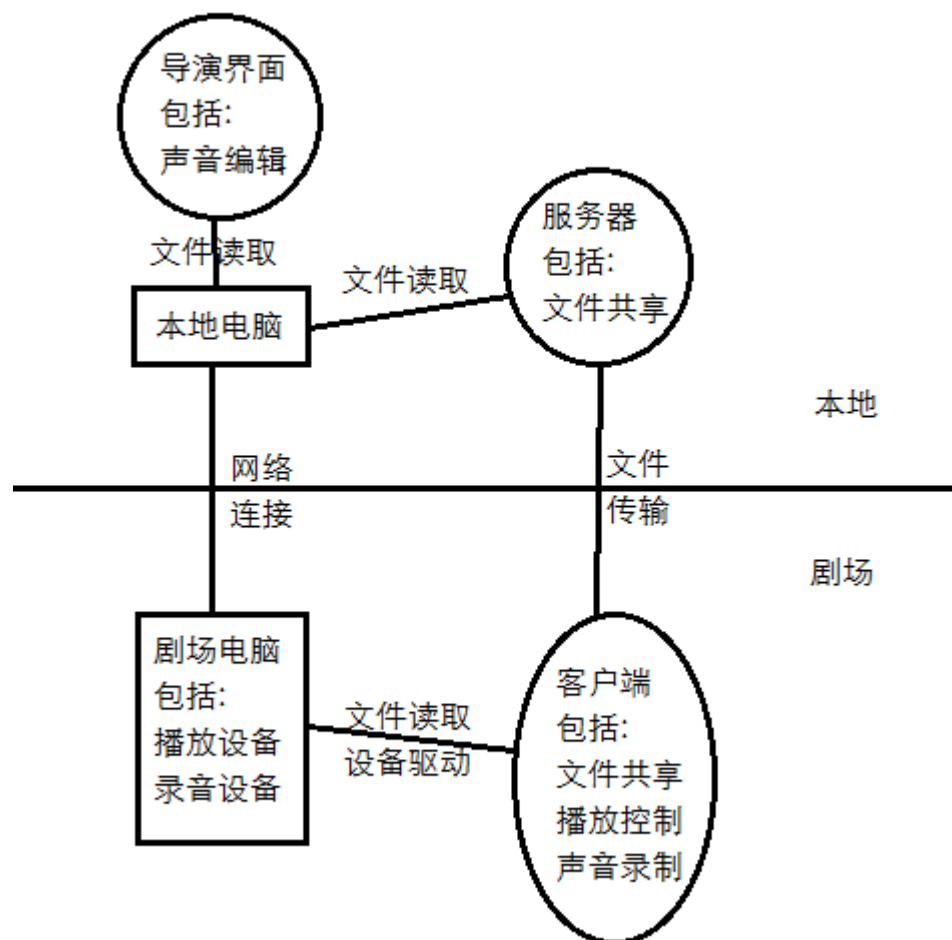 导演界面
包括:
声音编辑
文件读取
服务器
包括:
文件共享
文件读取
本地电脑
本地
网络
连接
文件
传输
剧场
剧场电脑
包括:
播放设备
录音设备
文件读取
设备驱动
客户端
包括:
文件共享
播放控制
声音录制